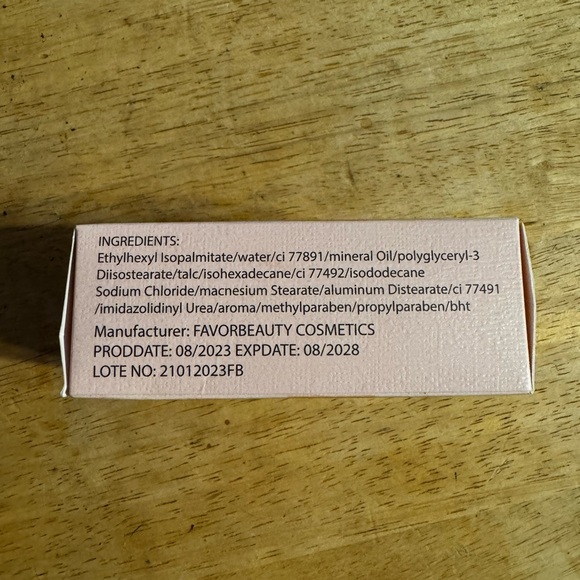 INGREDIENTS:
Ethylhexyl Isopalmitate/water/ci 77891/mineral Oil/polyglyceryl-3
Diisostearate/talc/isohexadecane/ci 77492/isododecane
Sodium Chloride/macnesium Stearate/aluminum Distearate/ci 77491
/imidazolidinyl Urea/aroma/methylparaben/propylparaben/bht
Manufacturer: FAVORBEAUTY COSMETICS
PRODDATE: 08/2023 EXPDATE: 08/2028
LOTE NO: 21012023FB